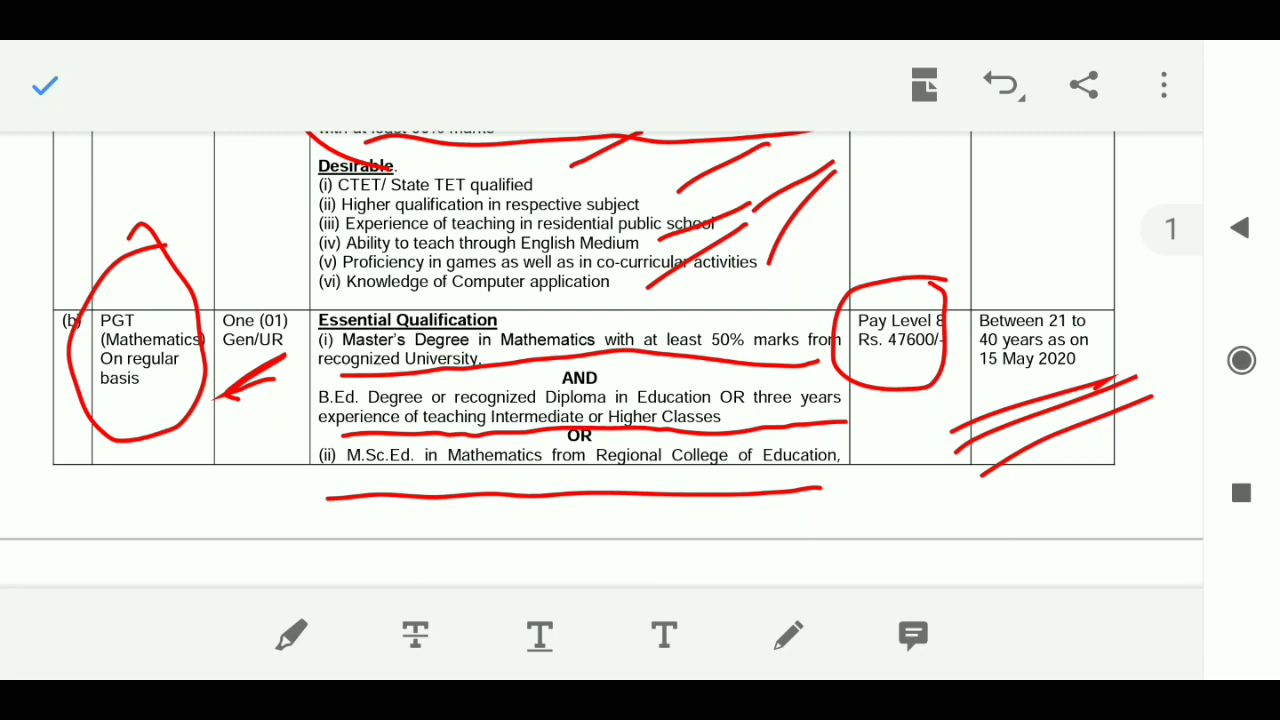 1
Desirable.
(i) CTET/ State TET qualified
(ii) Higher qualification in respective subject
(iii) Experience of teaching in residential public school
(iv) Ability to teach through English Medium
(v) Proficiency in games as well as in co-curricular activities
(vi) Knowledge of Computer application
(b)
PGT
(Mathematics)
On regular
basis
One (01)
Gen/UR
Essential Qualification
(i) Master's Degree in Mathematics with at least 50% marks from
recognized University,
AND
B.Ed. Degree or recognized Diploma in Education OR three years
experience of teaching Intermediate or Higher Classes
OR
(ii) M.Sc.Ed. in Mathematics from Regional College of Education,
Pay Level 8
Rs. 47600/-
Between 21 to
40 years as on
15 May 2020